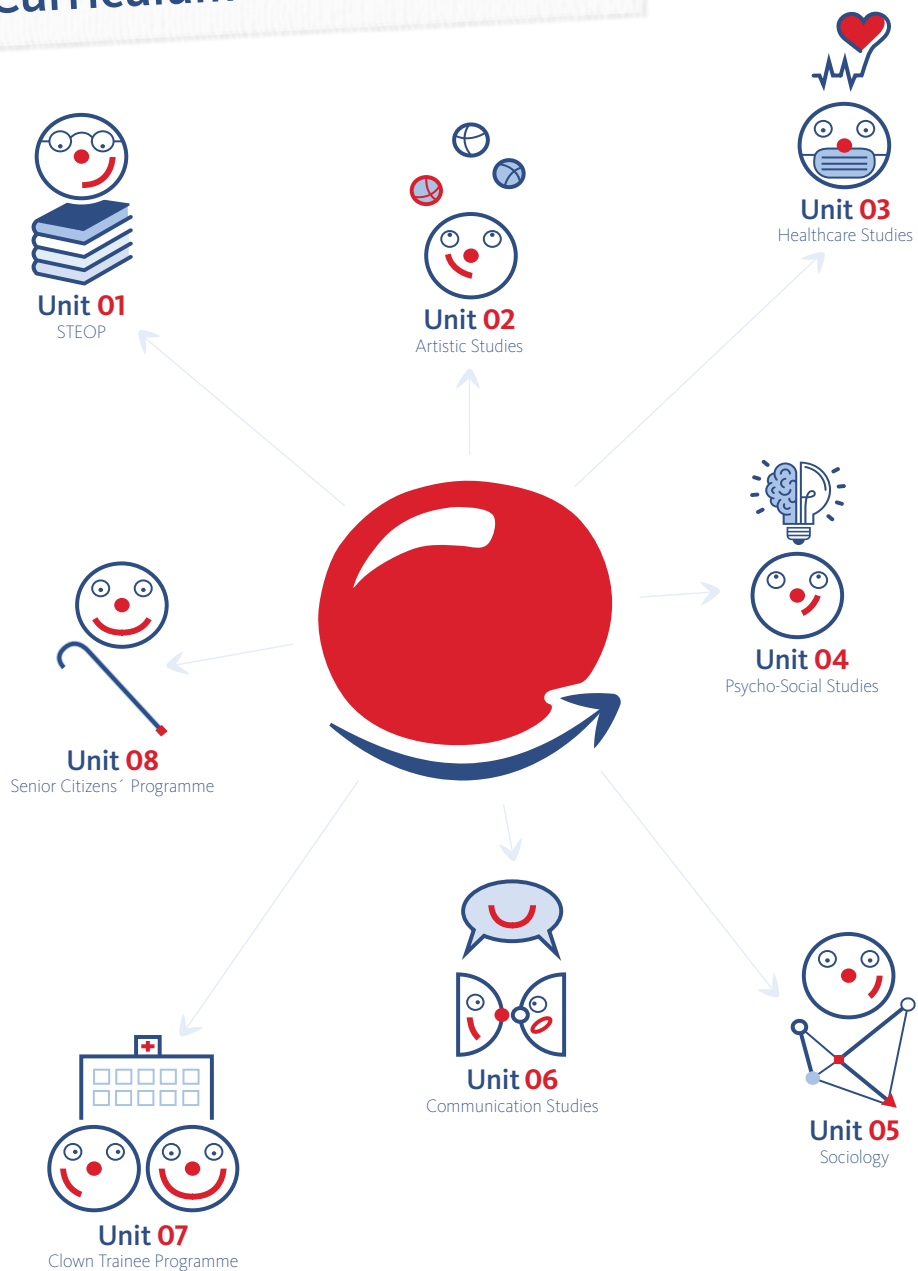 Curriculum
Unit 01
STEOP
Unit 02
Artistic Studies
Unit 03
Healthcare Studies
Unit 04
Psycho-Social Studies
Unit 05
Sociology
Unit 06
Communication Studies
Unit 07
Clown Trainee Programme
Unit 08
Senior Citizens´ Programme